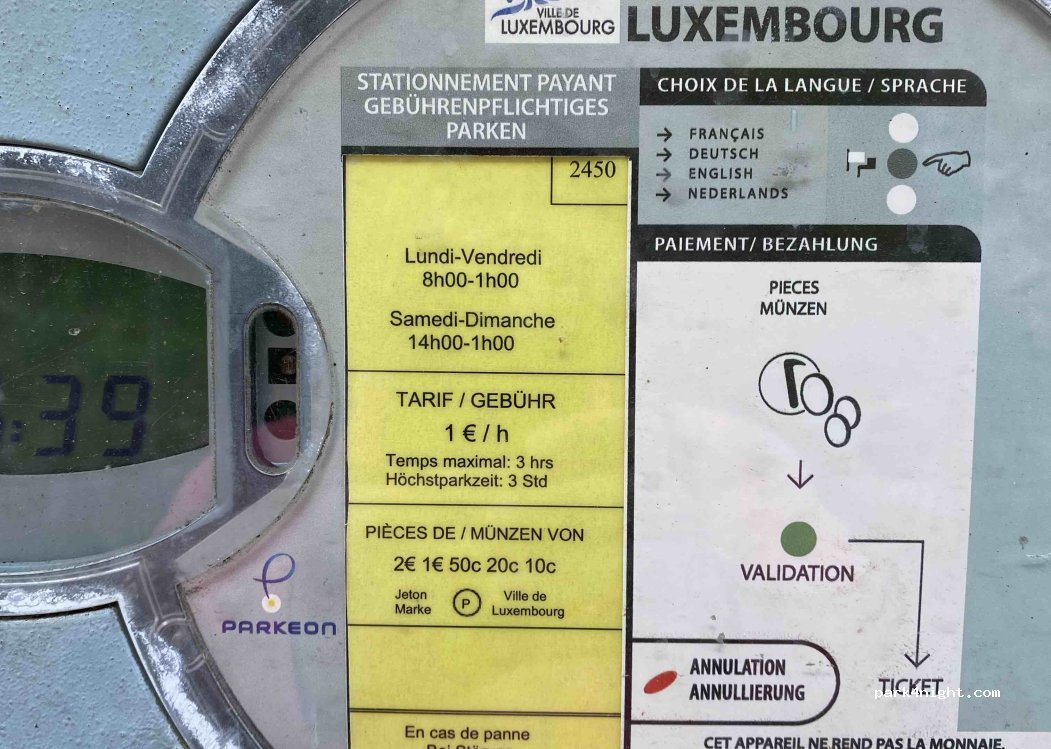 VILLE DE
LUXEMBOURG
LUXEMBOURG
STATIONNEMENT PAYANT
GEBÜHRENPFLICHTIGES
PARKEN
2450
Lundi-Vendredi
8h00-1h00
Samedi-Dimanche
14h00-1h00
TARIF / GEBÜHR
1 € / h
Temps maximal: 3 hrs
Höchstparkzeit: 3 Std
PIÈCES DE / MÜNZEN VON
2€ 1€ 50c 20c 10c
Jeton
Marke
P
Ville de
Luxembourg
En cas de panne
CHOIX DE LA LANGUE / SPRACHE
→ FRANÇAIS
→ DEUTSCH
→ ENGLISH
→ NEDERLANDS
PAIEMENT/ BEZAHLUNG
PIECES
MÜNZEN
1
VALIDATION
TICKET
ANNULATION
ANNULLIERUNG
CET APPAREIL NE REND PAS LA MONNAIE.
:39
PARKEON
park4night.com